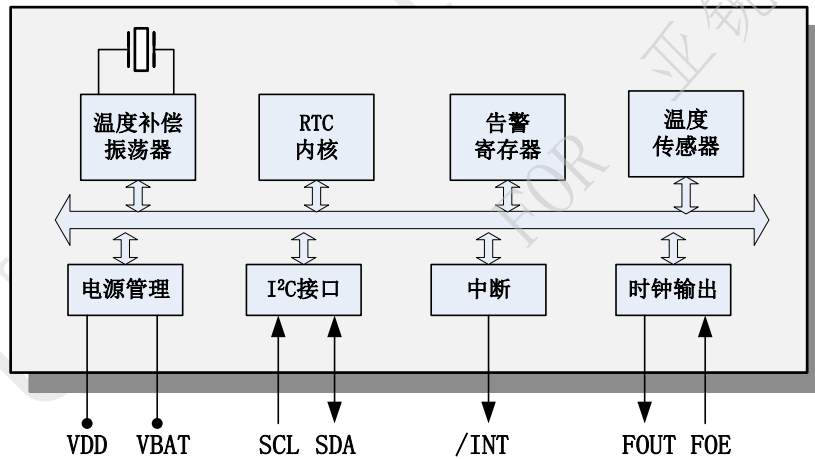 温度补偿
振荡器
RTC
内核
告警
寄存器
温度
传感器
电源管理
I²C接口
中断
时钟输出
VDD VBAT SCL SDA /INT FOUT FOE
FOR 亚